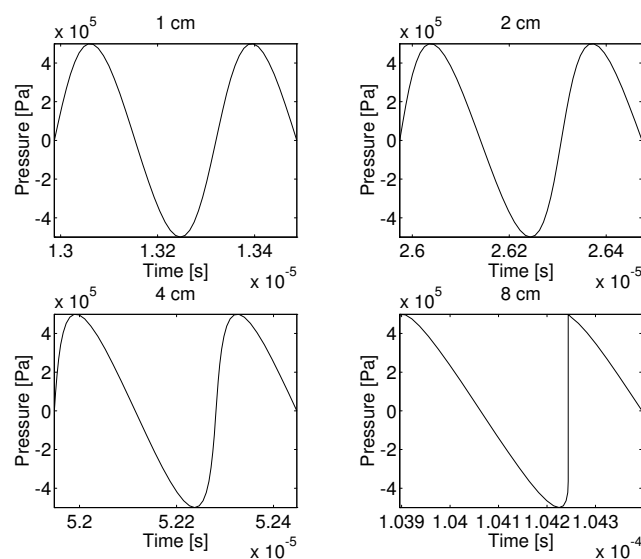 1 cm
x 10^5
4
2
0
-2
-4
Pressure [Pa]
1.3 1.32 1.34
Time [s]
x 10^-5
2 cm
x 10^5
4
2
0
-2
-4
Pressure [Pa]
2.6 2.62 2.64
Time [s]
x 10^-5
4 cm
x 10^5
4
2
0
-2
-4
Pressure [Pa]
5.2 5.22 5.24
Time [s]
x 10^-5
8 cm
x 10^5
4
2
0
-2
-4
Pressure [Pa]
1.039 1.04 1.041 1.042 1.043
Time [s]
x 10^-4